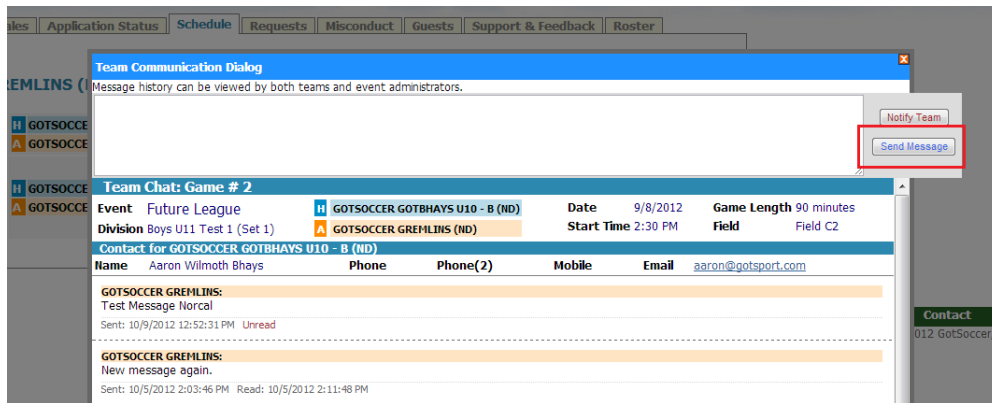 ales Application Status Schedule Requests Misconduct Guests Support & Feedback Roster
Team Communication Dialog X
Message history can be viewed by both teams and event administrators.
REMLINS (
H GOTSOCCE
A GOTSOCCE
Notify Team
Send Message
H GOTSOCCE
A GOTSOCCE
Team Chat: Game # 2
Event Future League H GOTSOCCER GOTBHAYS U10 - B (ND) Date 9/8/2012 Game Length 90 minutes
Division Boys U11 Test 1 (Set 1) A GOTSOCCER GREMLINS (ND) Start Time 2:30 PM Field Field C2
Contact for GOTSOCCER GOTBHAYS U10 - B (ND)
Name Aaron Wilmoth Bhays Phone Phone(2) Mobile Email aaron@gotsport.com
GOTSOCCER GREMLINS:
Test Message Norcal
Sent: 10/9/2012 12:52:31 PM Unread
Contact
012 GotSoccer
GOTSOCCER GREMLINS:
New message again.
Sent: 10/5/2012 2:03:46 PM Read: 10/5/2012 2:11:48 PM